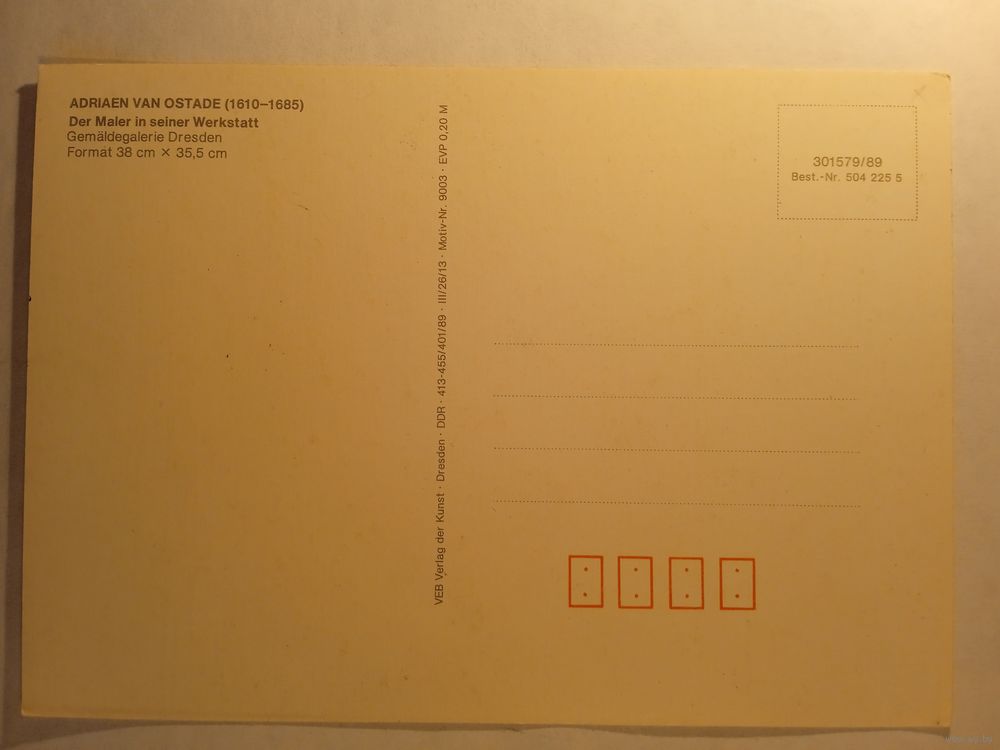 ADRIAEN VAN OSTADE (1610–1685)
Der Maler in seiner Werkstatt
Gemäldegalerie Dresden
Format 38 cm × 35,5 cm
VEB Verlag der Kunst · Dresden · DDR · 413-455/401/89 · III/26/13 · Motiv-Nr. 9003 · EVP 0,20 M
301579/89
Best.-Nr. 504 225 5